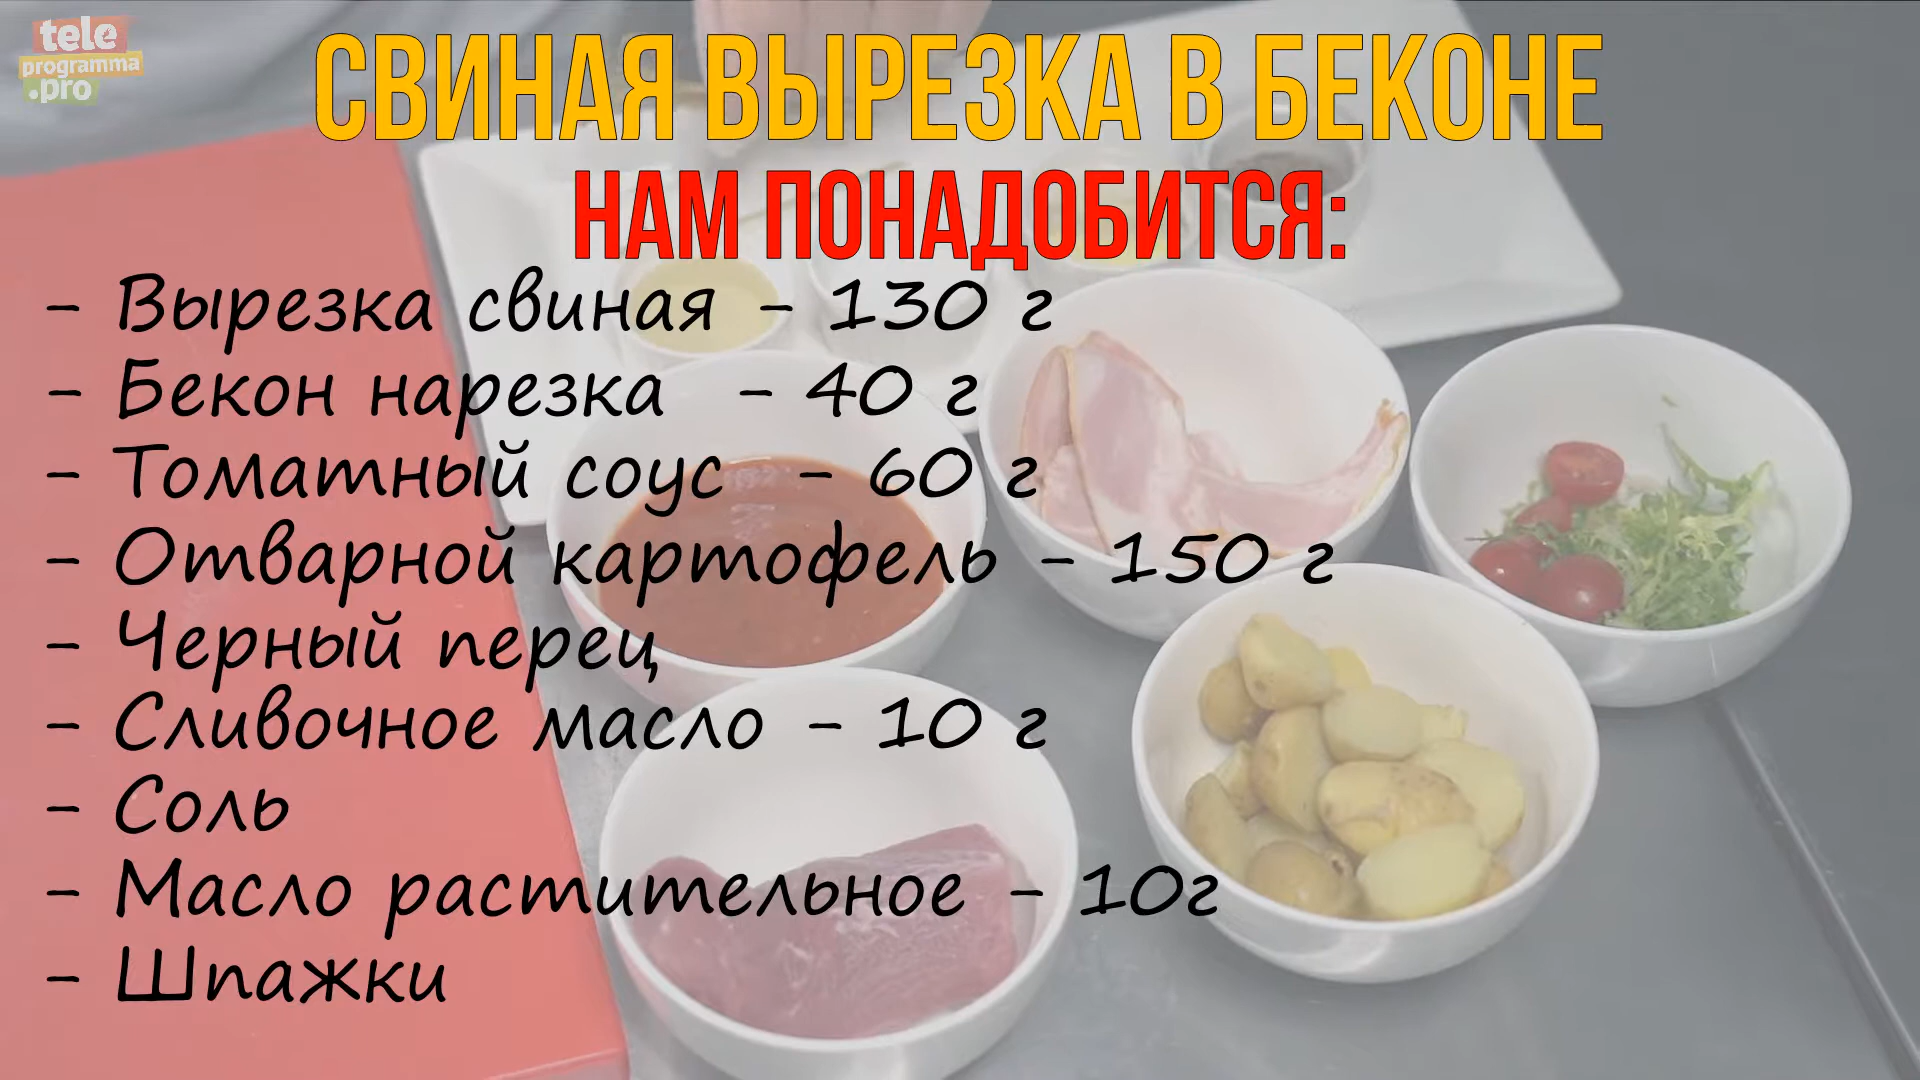 tele
programma
.pro
СВИНАЯ ВЫРЕЗКА В БЕКОНЕ
НАМ ПОНАДОБИТСЯ:
- Вырезка свиная - 130 г
- Бекон нарезка - 40 г
- Томатный соус - 60 г
- Отварной картофель - 150 г
- Черный перец
- Сливочное масло - 10 г
- Соль
- Масло растительное - 10г
- Шпажки